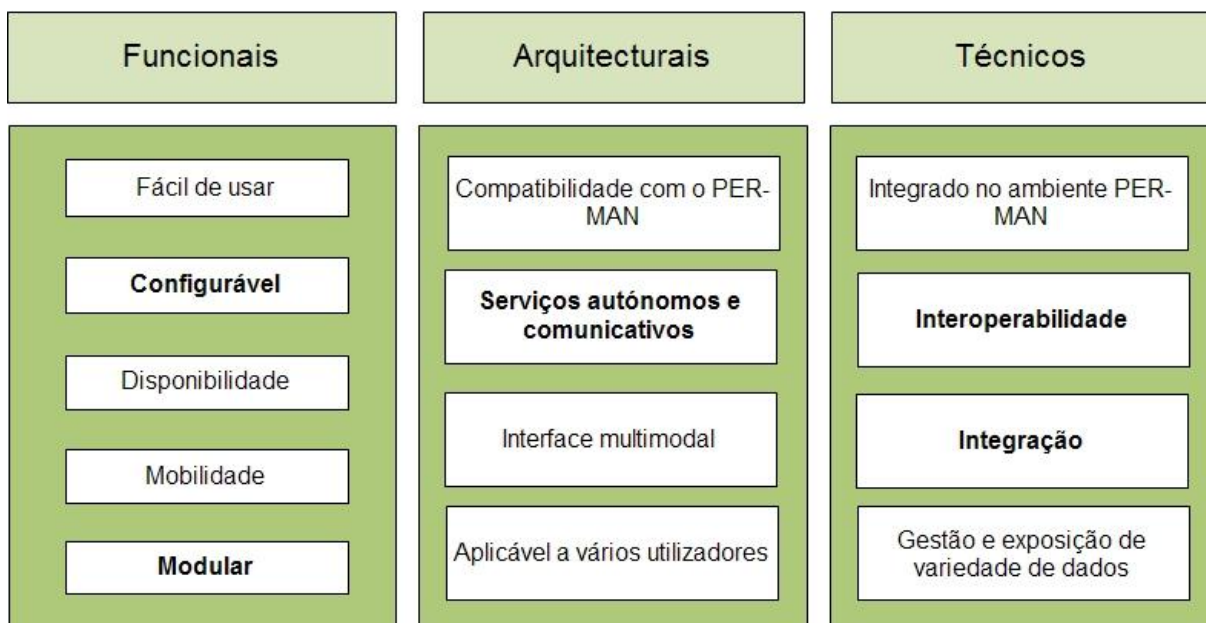 Funcionais
Arquitecturais
Técnicos
Fácil de usar
Configurável
Disponibilidade
Mobilidade
Modular
Compatibilidade com o PER-
MAN
Serviços autónomos e
comunicativos
Interface multimodal
Aplicável a vários utilizadores
Integrado no ambiente PER-
MAN
Interoperabilidade
Integração
Gestão e exposição de
variedade de dados